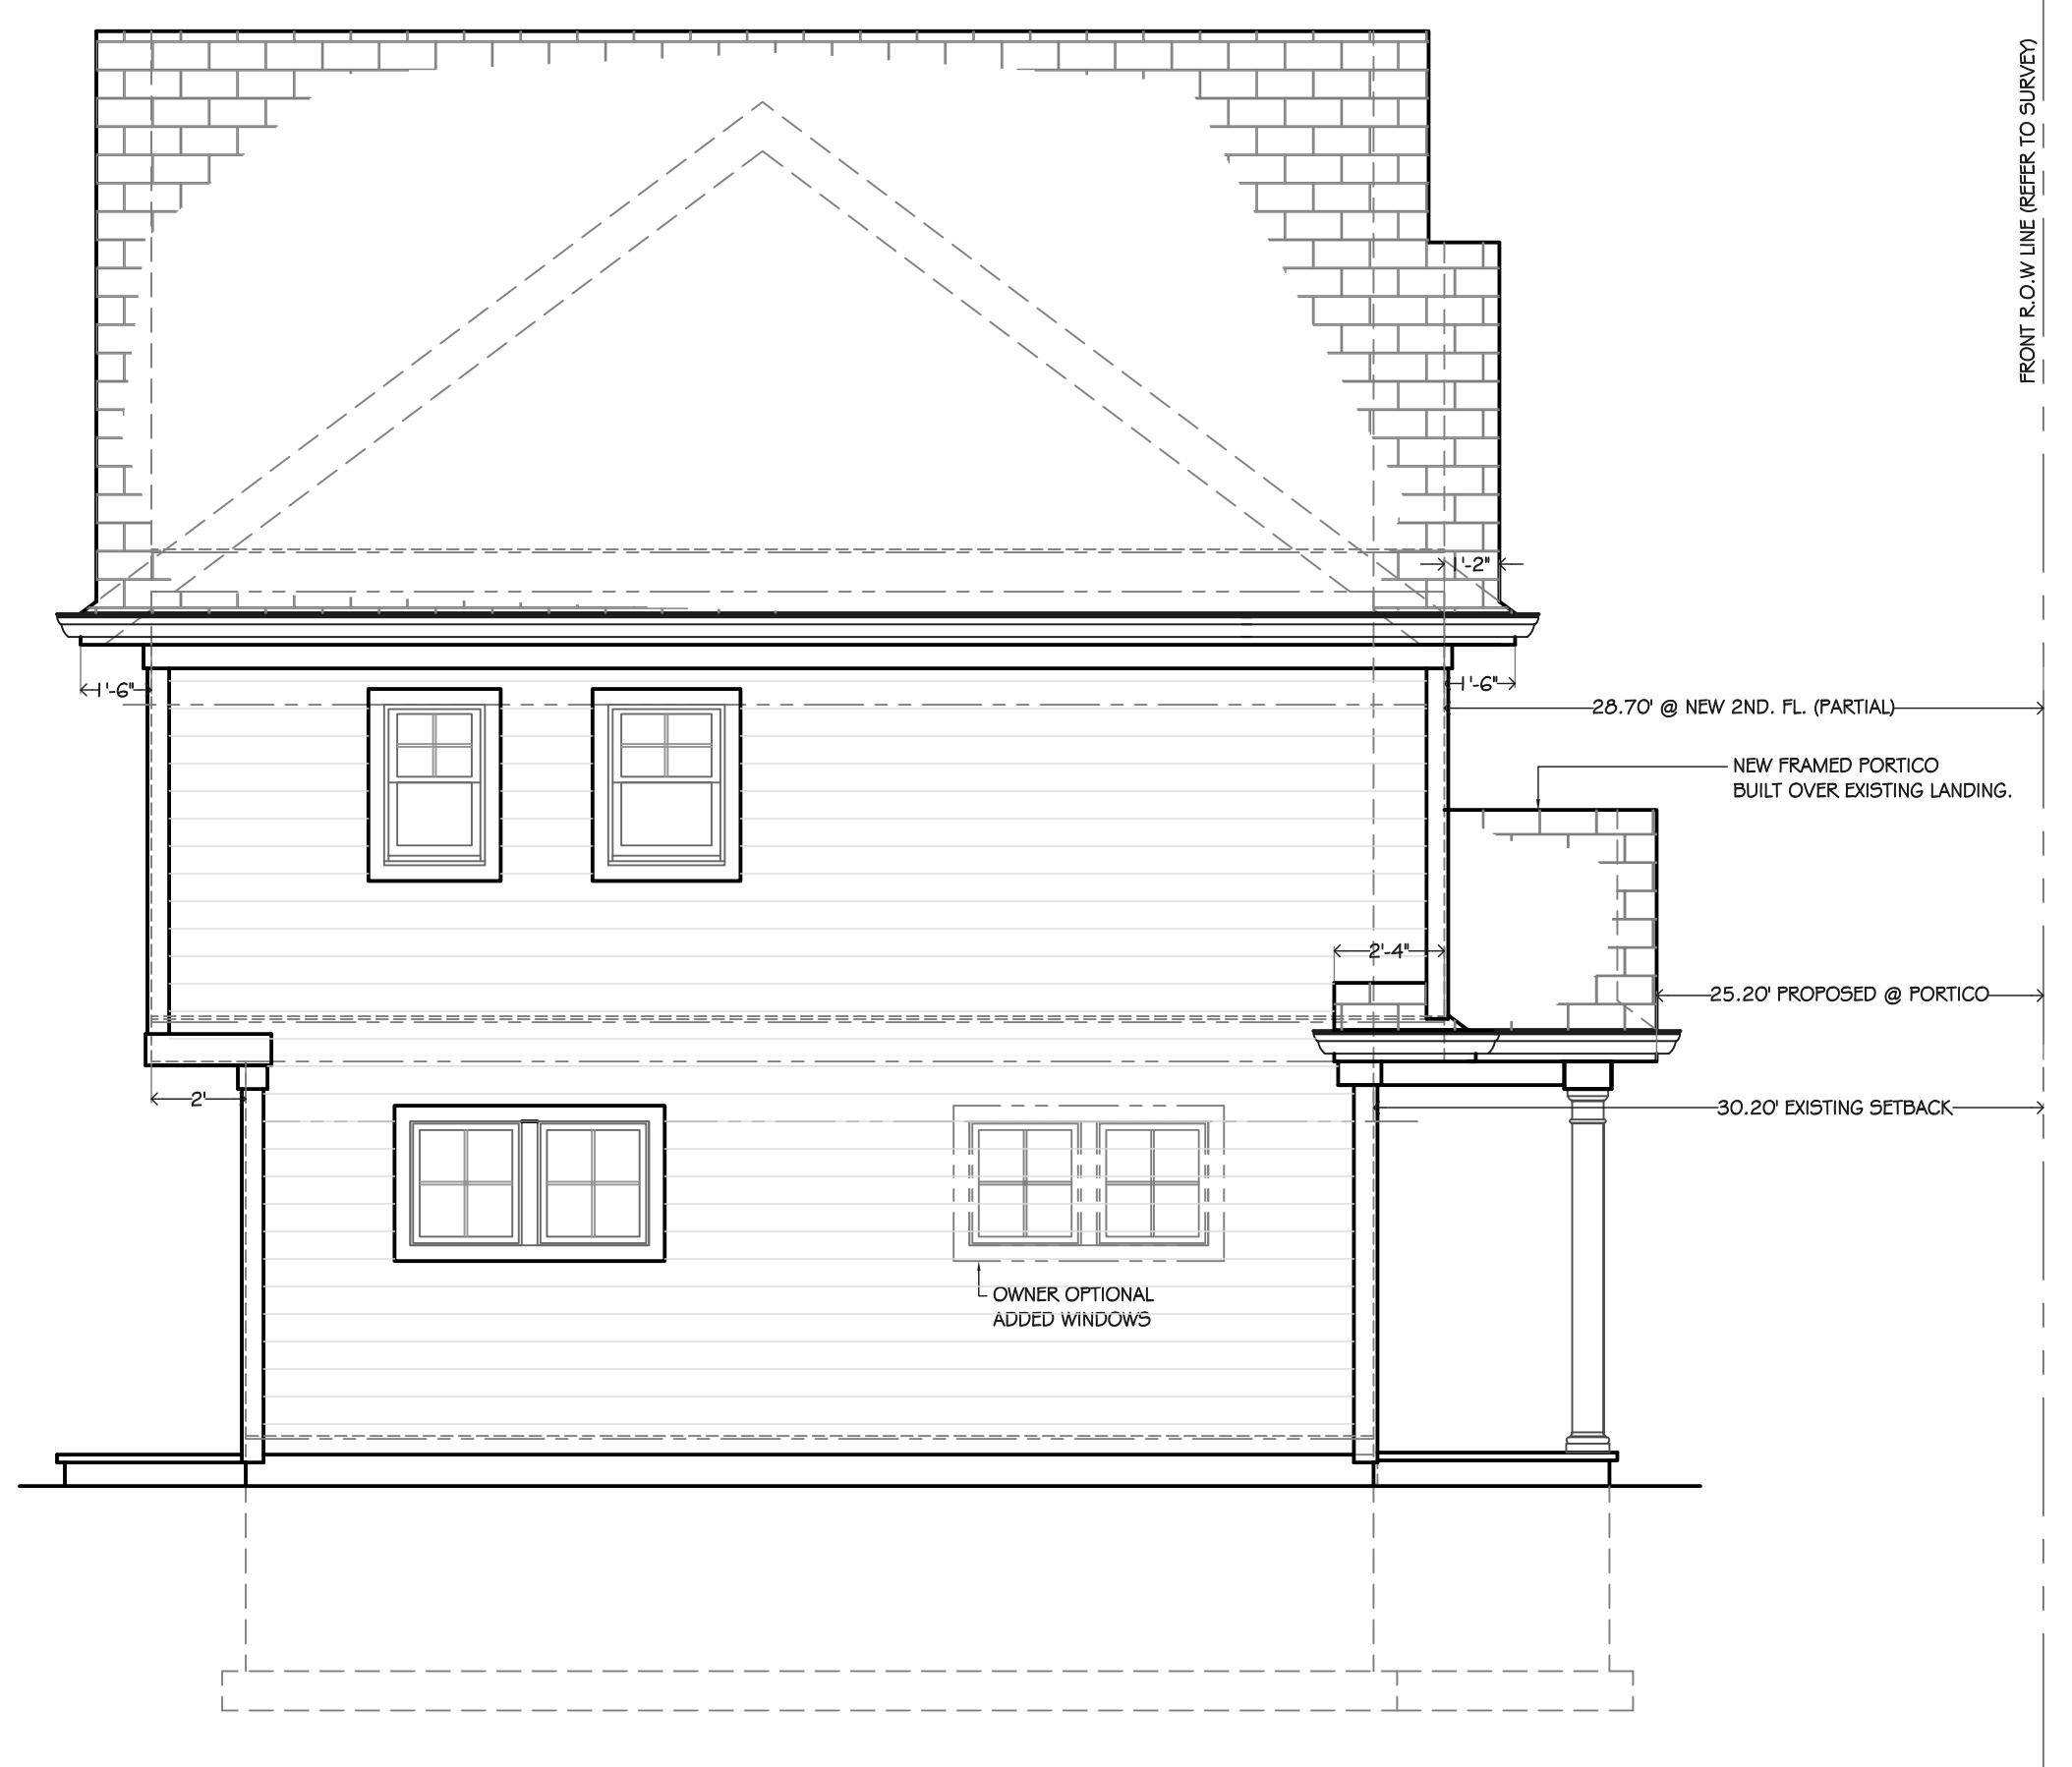 FRONT R.O.W LINE (REFER TO SURVEY)
1'-2"
1'-6"
1'-6"
28.70' @ NEW 2ND. FL. (PARTIAL)
NEW FRAMED PORTICO
BUILT OVER EXISTING LANDING.
2'-4"
25.20' PROPOSED @ PORTICO
2'
30.20' EXISTING SETBACK
OWNER OPTIONAL
ADDED WINDOWS